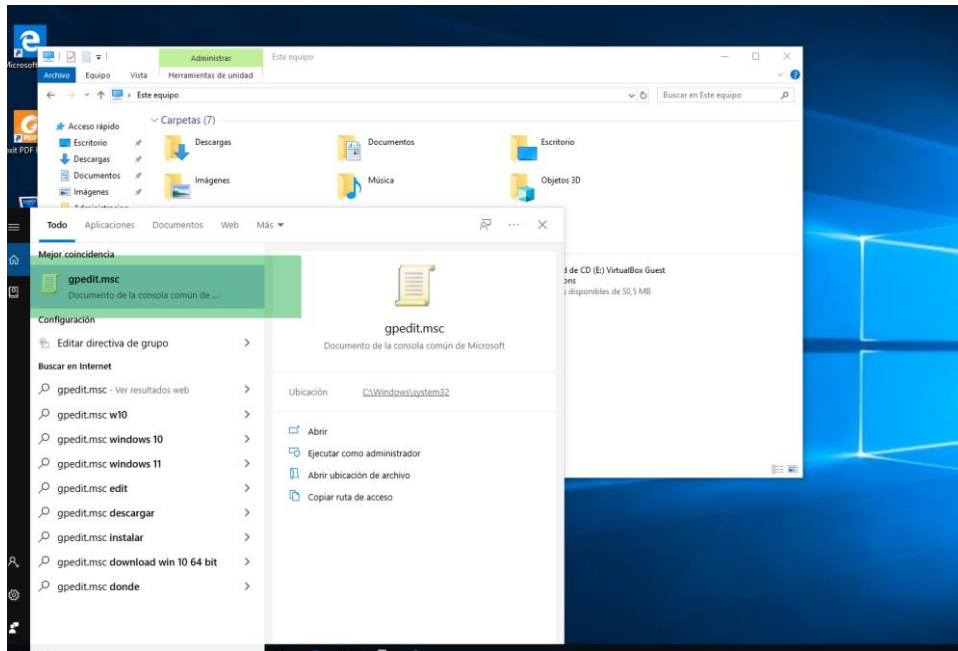 Administrar
Este equipo
Archivo
Equipo
Vista
Herramientas de unidad
Este equipo
Buscar en Este equipo
Acceso rápido
Escritorio
Descargas
Documentos
Imágenes
Carpetas (7)
Descargas
Documentos
Escritorio
Imágenes
Música
Objetos 3D
d de CD (E:) VirtualBox Guest
disponibles de 50,5 MB
Todo
Aplicaciones
Documentos
Web
Más
Mejor coincidencia
gpedit.msc
Documento de la consola común de ...
Configuración
Editar directiva de grupo
Buscar en Internet
gpedit.msc - Ver resultados web
gpedit.msc w10
gpedit.msc windows 10
gpedit.msc windows 11
gpedit.msc edit
gpedit.msc descargar
gpedit.msc instalar
gpedit.msc download win 10 64 bit
gpedit.msc donde
gpedit.msc
Documento de la consola común de Microsoft
Ubicación
C:\Windows\system32
Abrir
Ejecutar como administrador
Abrir ubicación de archivo
Copiar ruta de acceso